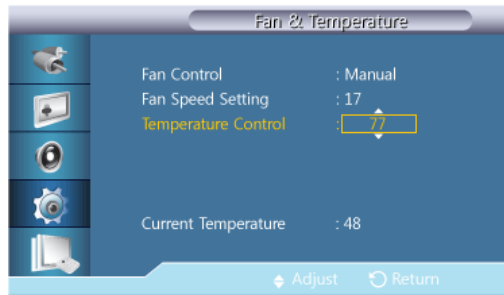 Fan & Temperature
Fan Control : Manual
Fan Speed Setting : 17
Temperature Control : 77
Current Temperature : 48
Adjust Return